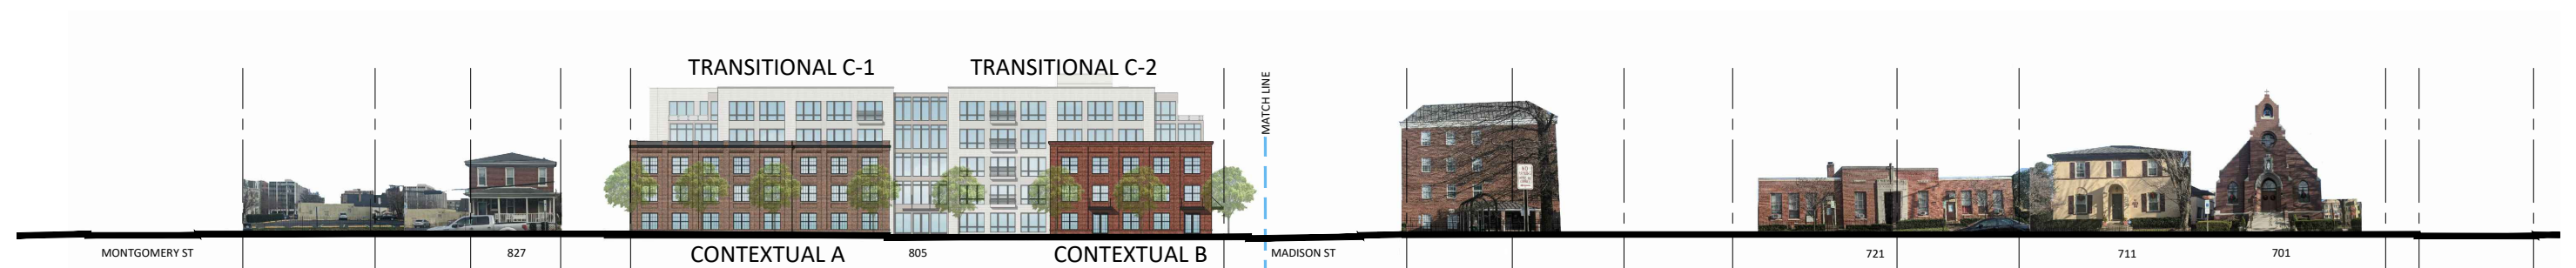 TRANSITIONAL C-1
TRANSITIONAL C-2
MATCH LINE
MONTGOMERY ST
827
CONTEXTUAL A
805
CONTEXTUAL B
MADISON ST
721
711
701